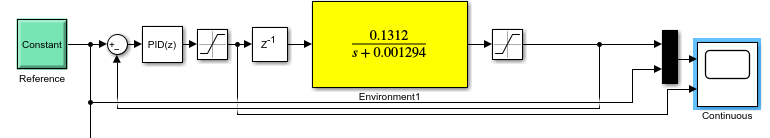 Constant
Reference
+
−
PID(z)
Z-1
0.1312
s + 0.001294
Environment1
Continuous